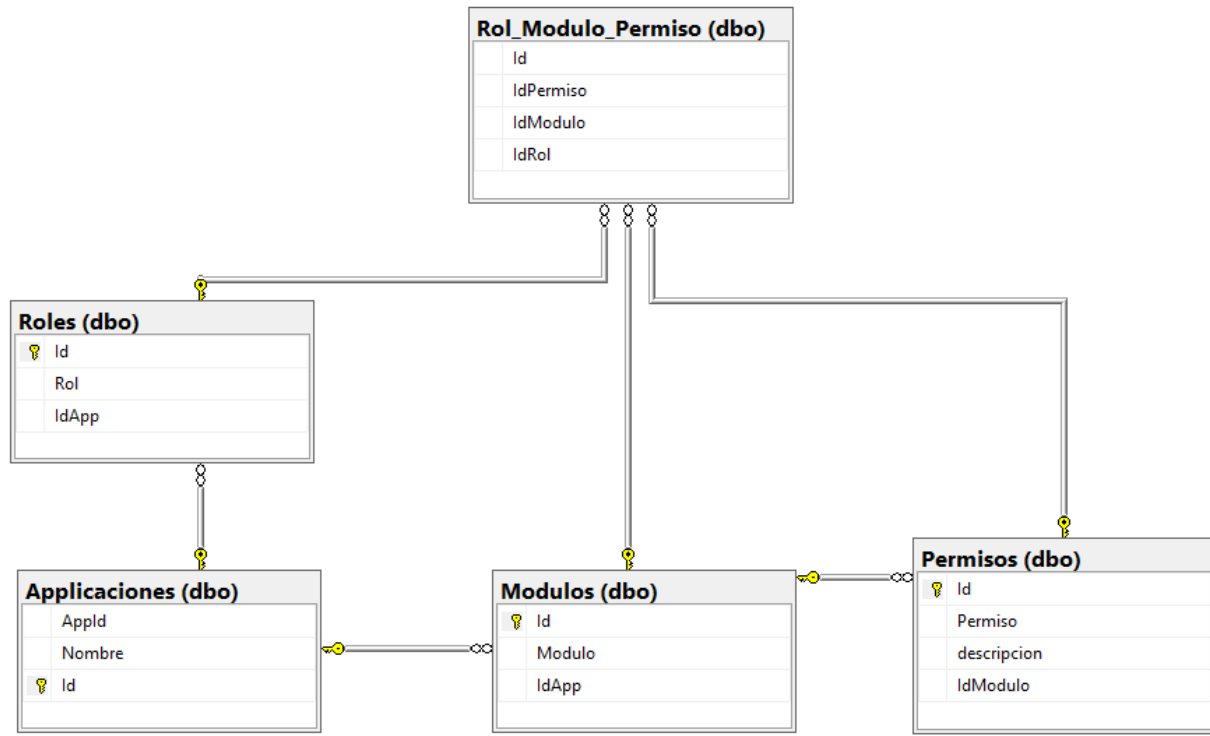 Rol_Modulo_Permiso (dbo)
Id
IdPermiso
IdModulo
IdRol
Roles (dbo)
Id
Rol
IdApp
Applicaciones (dbo)
AppId
Nombre
Id
Modulos (dbo)
Id
Modulo
IdApp
Permisos (dbo)
Id
Permiso
descripcion
IdModulo